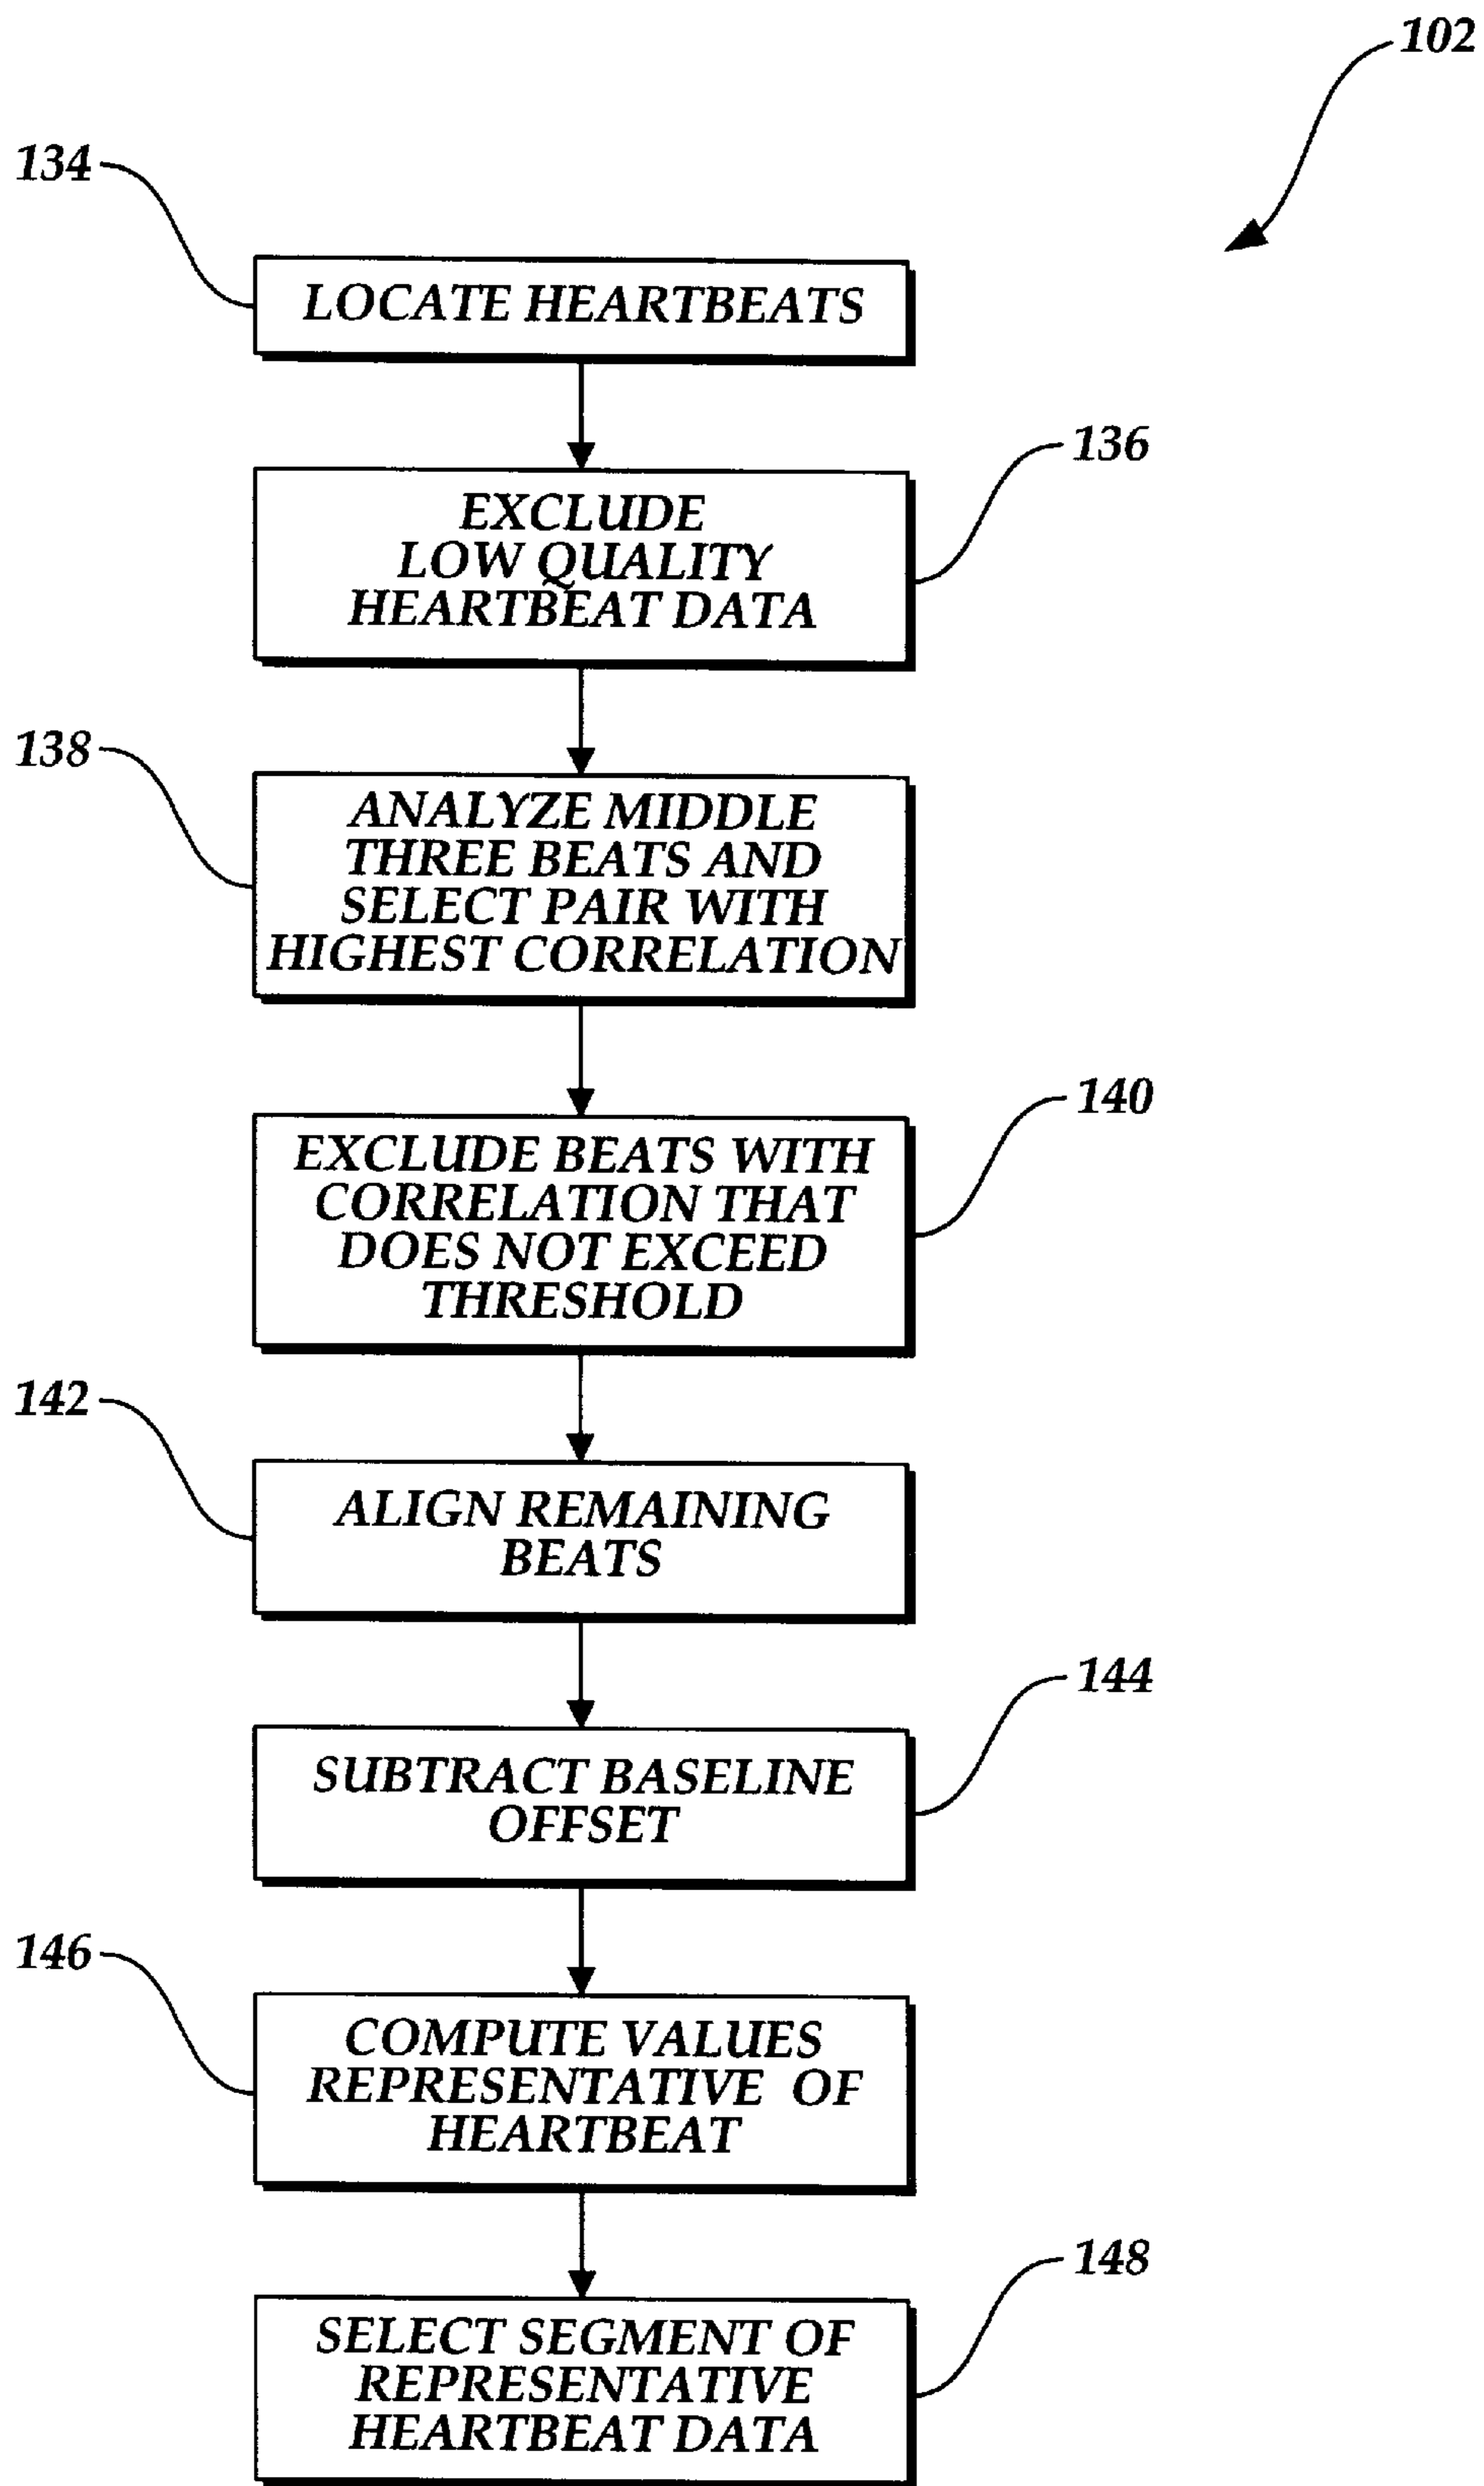 102
134
LOCATE HEARTBEATS
136
EXCLUDE
LOW QUALITY
HEARTBEAT DATA
138
ANALYZE MIDDLE
THREE BEATS AND
SELECT PAIR WITH
HIGHEST CORRELATION
140
EXCLUDE BEATS WITH
CORRELATION THAT
DOES NOT EXCEED
THRESHOLD
142
ALIGN REMAINING
BEATS
144
SUBTRACT BASELINE
OFFSET
146
COMPUTE VALUES
REPRESENTATIVE OF
HEARTBEAT
148
SELECT SEGMENT OF
REPRESENTATIVE
HEARTBEAT DATA